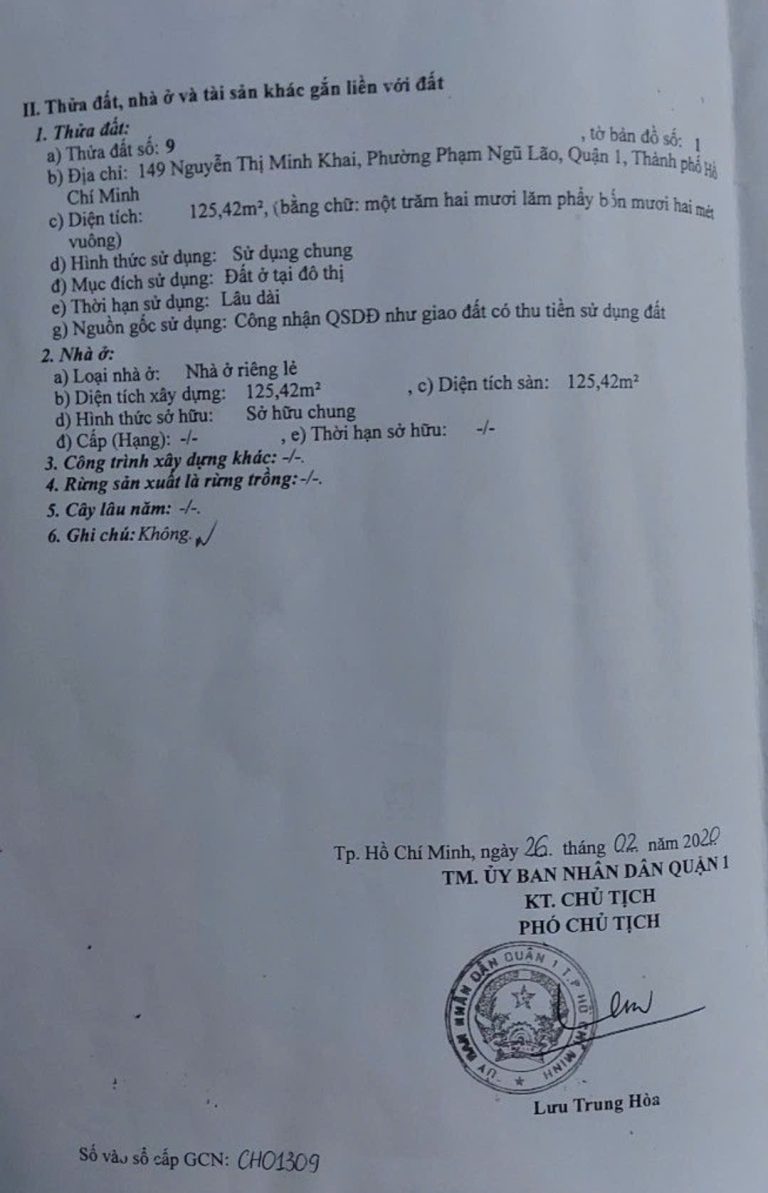 II. Thửa đất, nhà ở và tài sản khác gắn liền với đất
1. Thửa đất:
a) Thửa đất số: 9 , tờ bản đồ số: 1
b) Địa chỉ: 149 Nguyễn Thị Minh Khai, Phường Phạm Ngũ Lão, Quận 1, Thành phố Hồ
Chí Minh
c) Diện tích: 125,42m², (bằng chữ: một trăm hai mươi lăm phẩy bốn mươi hai mét
vuông)
d) Hình thức sử dụng: Sử dụng chung
đ) Mục đích sử dụng: Đất ở tại đô thị
e) Thời hạn sử dụng: Lâu dài
g) Nguồn gốc sử dụng: Công nhận QSDĐ như giao đất có thu tiền sử dụng đất
2. Nhà ở:
a) Loại nhà ở: Nhà ở riêng lẻ
b) Diện tích xây dựng: 125,42m² , c) Diện tích sàn: 125,42m²
d) Hình thức sở hữu: Sở hữu chung
đ) Cấp (Hạng): -/- , e) Thời hạn sở hữu: -/-
3. Công trình xây dựng khác: -/-.
4. Rừng sản xuất là rừng trồng: -/-.
5. Cây lâu năm: -/-.
6. Ghi chú: Không.
Tp. Hồ Chí Minh, ngày 26. tháng 02 năm 2020
TM. ỦY BAN NHÂN DÂN QUẬN 1
KT. CHỦ TỊCH
PHÓ CHỦ TỊCH
ỦY BAN NHÂN DÂN QUẬN 1 T.P HỒ CHÍ MINH
Lưu Trung Hòa
Số vào sổ cấp GCN: CH01309